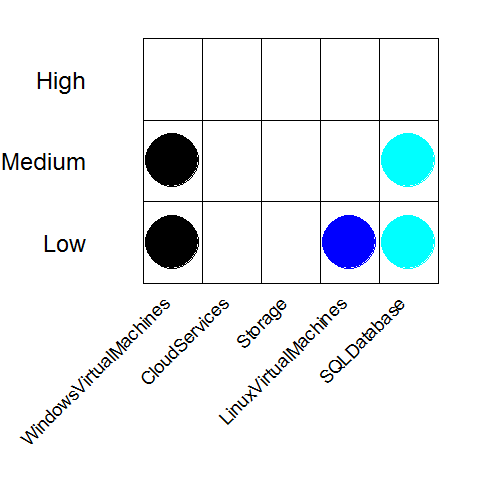 High
Medium
Low
WindowsVirtualMachines
CloudServices
Storage
LinuxVirtualMachines
SQLDatabase